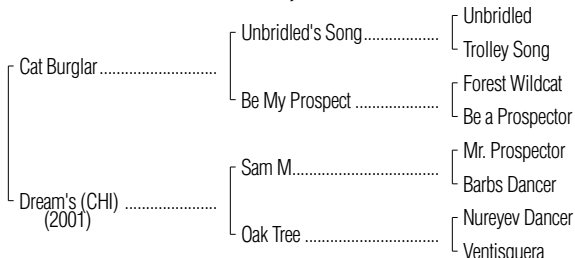 Unbridled
Unbridled's Song.................
Trolley Song
Cat Burglar...........................
Forest Wildcat
Be My Prospect ...................
Be a Prospector
Mr. Prospector
Sam M.................................
Barbs Dancer
Dream's (CHI) .....................
(2001)
Nureyev Dancer
Oak Tree ..............................
Ventisquera